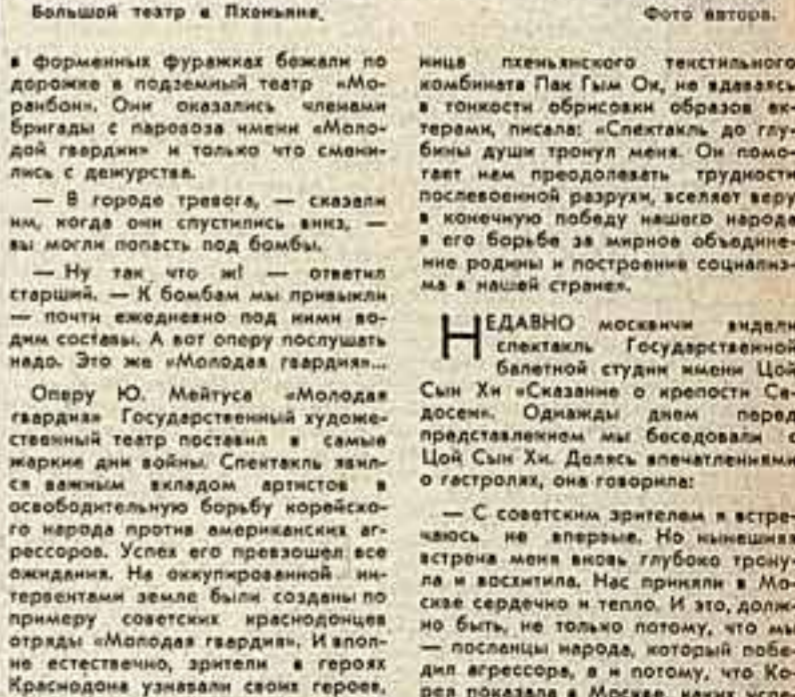 Большой театр в Пхеньяне.
Фото автора.
в форменных фуражках бежали по
дорожке в подземный театр «Мо-
ранбон». Они оказались членами
бригады с паровоза имени «Моло-
дой гвардии» и только что смени-
лись с дежурства.
— В городе тревога, — сказали
им, когда они спустились вниз, —
вы могли попасть под бомбы.
— Ну так что ж! — ответил
старший. — К бомбам мы привыкли
— почти ежедневно под ними во-
дим составы. А вот оперу послушать
надо. Это же «Молодая гвардия»...
Оперу Ю. Мейтуса «Молодая
гвардия» Государственный художе-
ственный театр поставил в самые
жаркие дни войны. Спектакль явил-
ся важным вкладом артистов в
освободительную борьбу корейско-
го народа против американских аг-
рессоров. Успех его превзошел все
ожидания. На оккупированной ин-
тервентами земле были созданы по
примеру советских краснодонцев
отряды «Молодая гвардия». И впол-
не естественно, зрители в героях
Краснодона узнавали своих героев.
ница пхеньянского текстильного
комбината Пак Гым Ок, не вдаваясь
в тонкости обрисовки образов ак-
терами, писала: «Спектакль до глу-
бины души тронул меня. Он помо-
гает нам преодолевать трудности
послевоенной разрухи, вселяет веру
в конечную победу нашего народа
в его борьбе за мирное объедине-
ние родины и построение социализ-
ма в нашей стране».
НЕДАВНО москвичи видели
спектакль Государственной
балетной студии имени Цой
Сын Хи «Сказание о крепости Са-
досен». Однажды днем перед
представлением мы беседовали с
Цой Сын Хи. Делясь впечатлениями
о гастролях, она говорила:
— С советским зрителем я встре-
чаюсь не впервые. Но нынешняя
встреча меня вновь глубоко трону-
ла и восхитила. Нас приняли в Мо-
скве сердечно и тепло. И это, долж-
но быть, не только потому, что мы
— посланцы народа, который побе-
дил агрессора, а и потому, что Ко-
рея показала в Москве